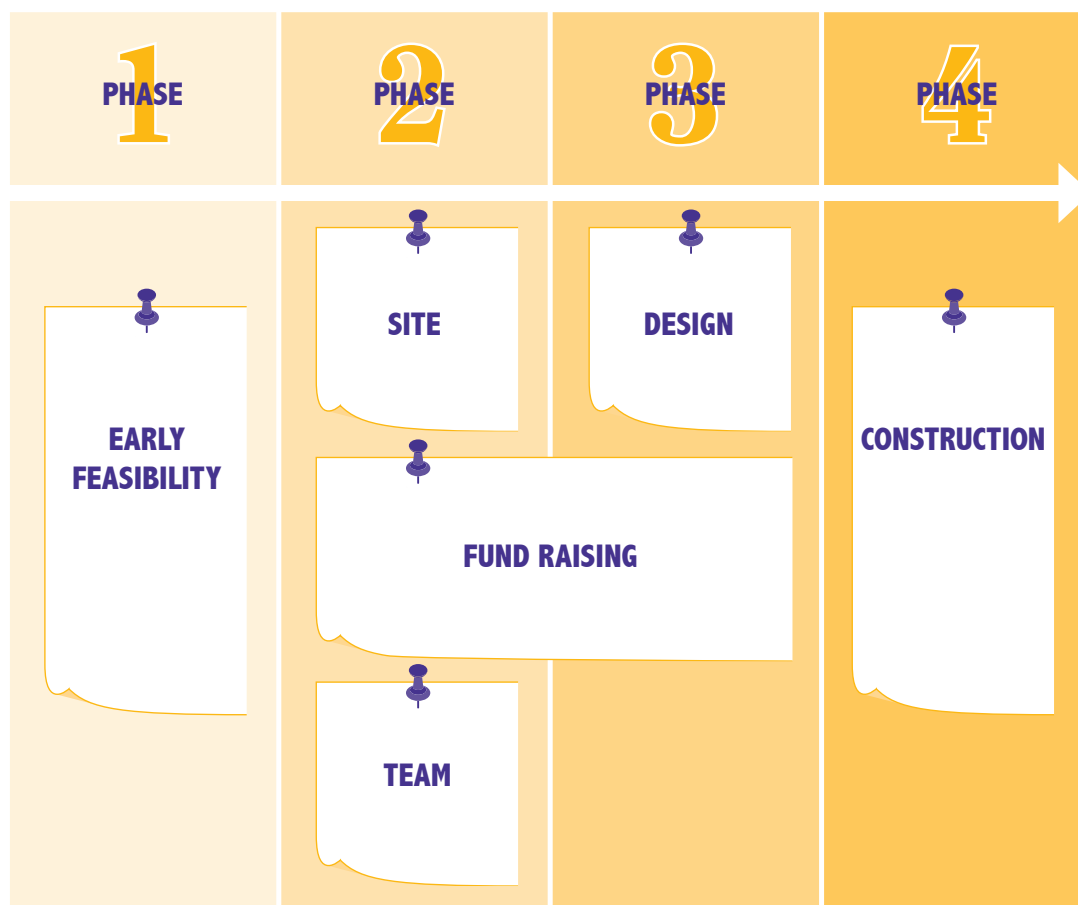 PHASE 1
PHASE 2
PHASE 3
PHASE 4
EARLY
FEASIBILITY
SITE
DESIGN
FUND RAISING
TEAM
CONSTRUCTION